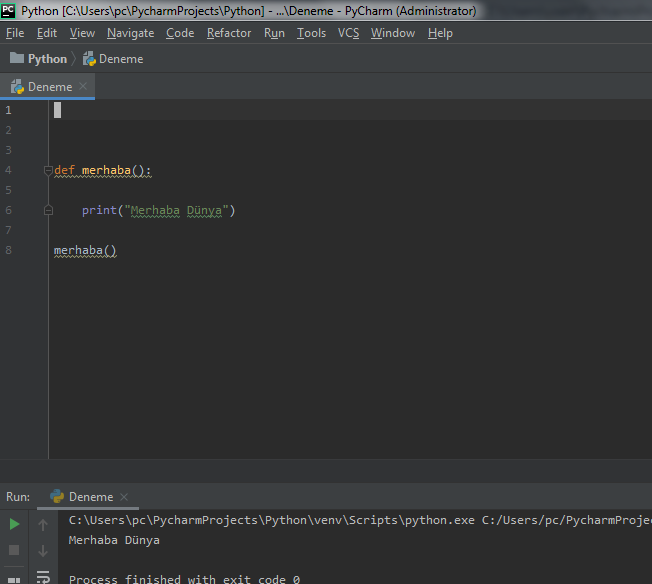 PC Python [C:\Users\pc\PycharmProjects\Python] - ...\Deneme - PyCharm (Administrator)
File Edit View Navigate Code Refactor Run Tools VCS Window Help
Python Deneme
Deneme
1
2
3
4 def merhaba():
5
6 print("Merhaba Dünya")
7
8 merhaba()
Run: Deneme
C:\Users\pc\PycharmProjects\Python\venv\Scripts\python.exe C:/Users/pc/PycharmProje
Merhaba Dünya
Process finished with exit code 0